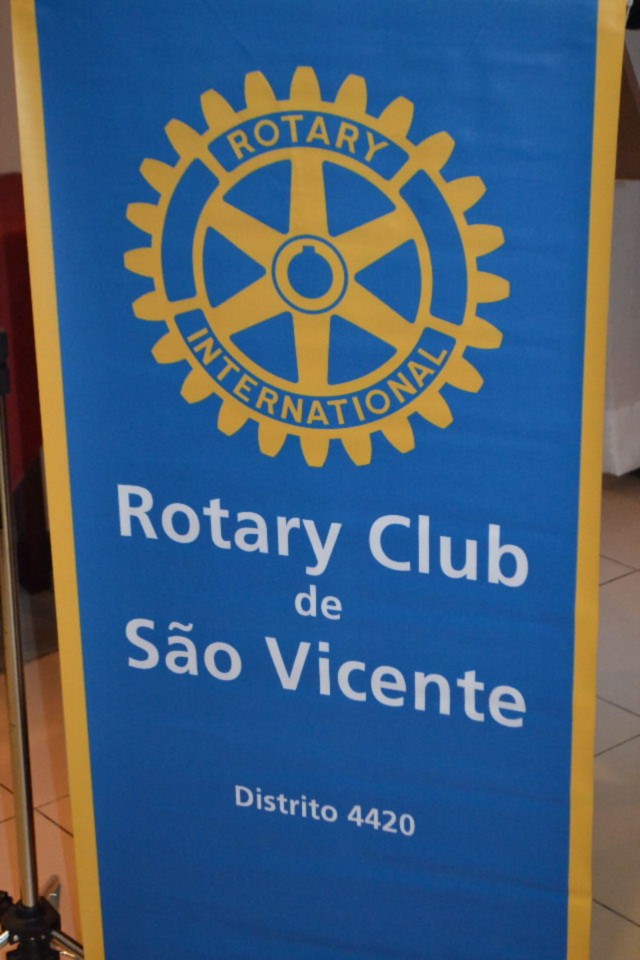 ROTARY
INTERNATIONAL
Rotary Club
de
São Vicente
Distrito 4420